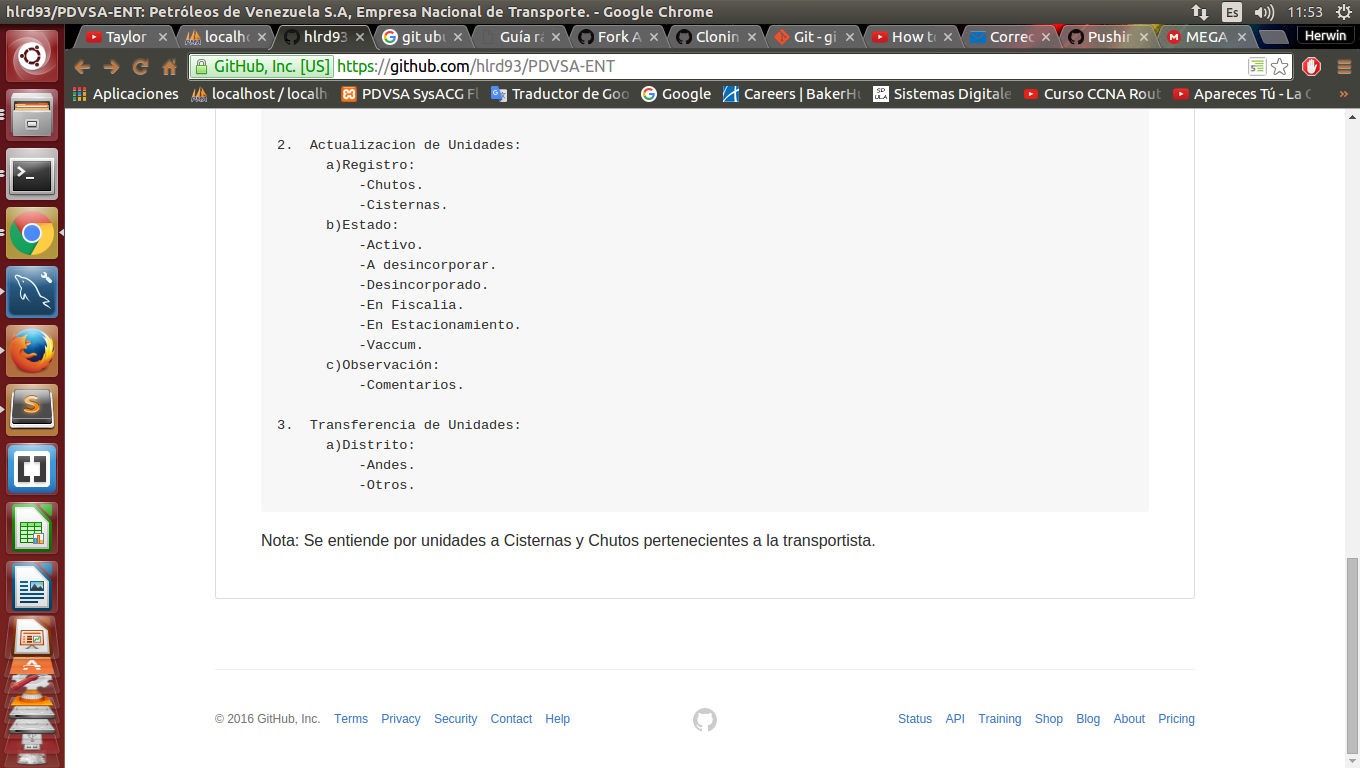 hlrd93/PDVSA-ENT: Petróleos de Venezuela S.A, Empresa Nacional de Transporte. - Google Chrome
Es
11:53
Taylor
localh
hlrd93
git ubu
Guía rá
Fork A
Clonin
Git - gi
How to
Correo
Pushin
MEGA
Herwin
GitHub, Inc. [US]
https://github.com/hlrd93/PDVSA-ENT
Aplicaciones
localhost / localh
PDVSA SysACG Fl
Traductor de Goo
Google
Careers | BakerHu
Sistemas Digitale
Curso CCNA Rout
Apareces Tú - La O
»
2. Actualizacion de Unidades:
a)Registro:
-Chutos.
-Cisternas.
b)Estado:
-Activo.
-A desincorporar.
-Desincorporado.
-En Fiscalia.
-En Estacionamiento.
-Vaccum.
c)Observación:
-Comentarios.
3. Transferencia de Unidades:
a)Distrito:
-Andes.
-Otros.
Nota: Se entiende por unidades a Cisternas y Chutos pertenecientes a la transportista.
© 2016 GitHub, Inc.
Terms
Privacy
Security
Contact
Help
Status
API
Training
Shop
Blog
About
Pricing